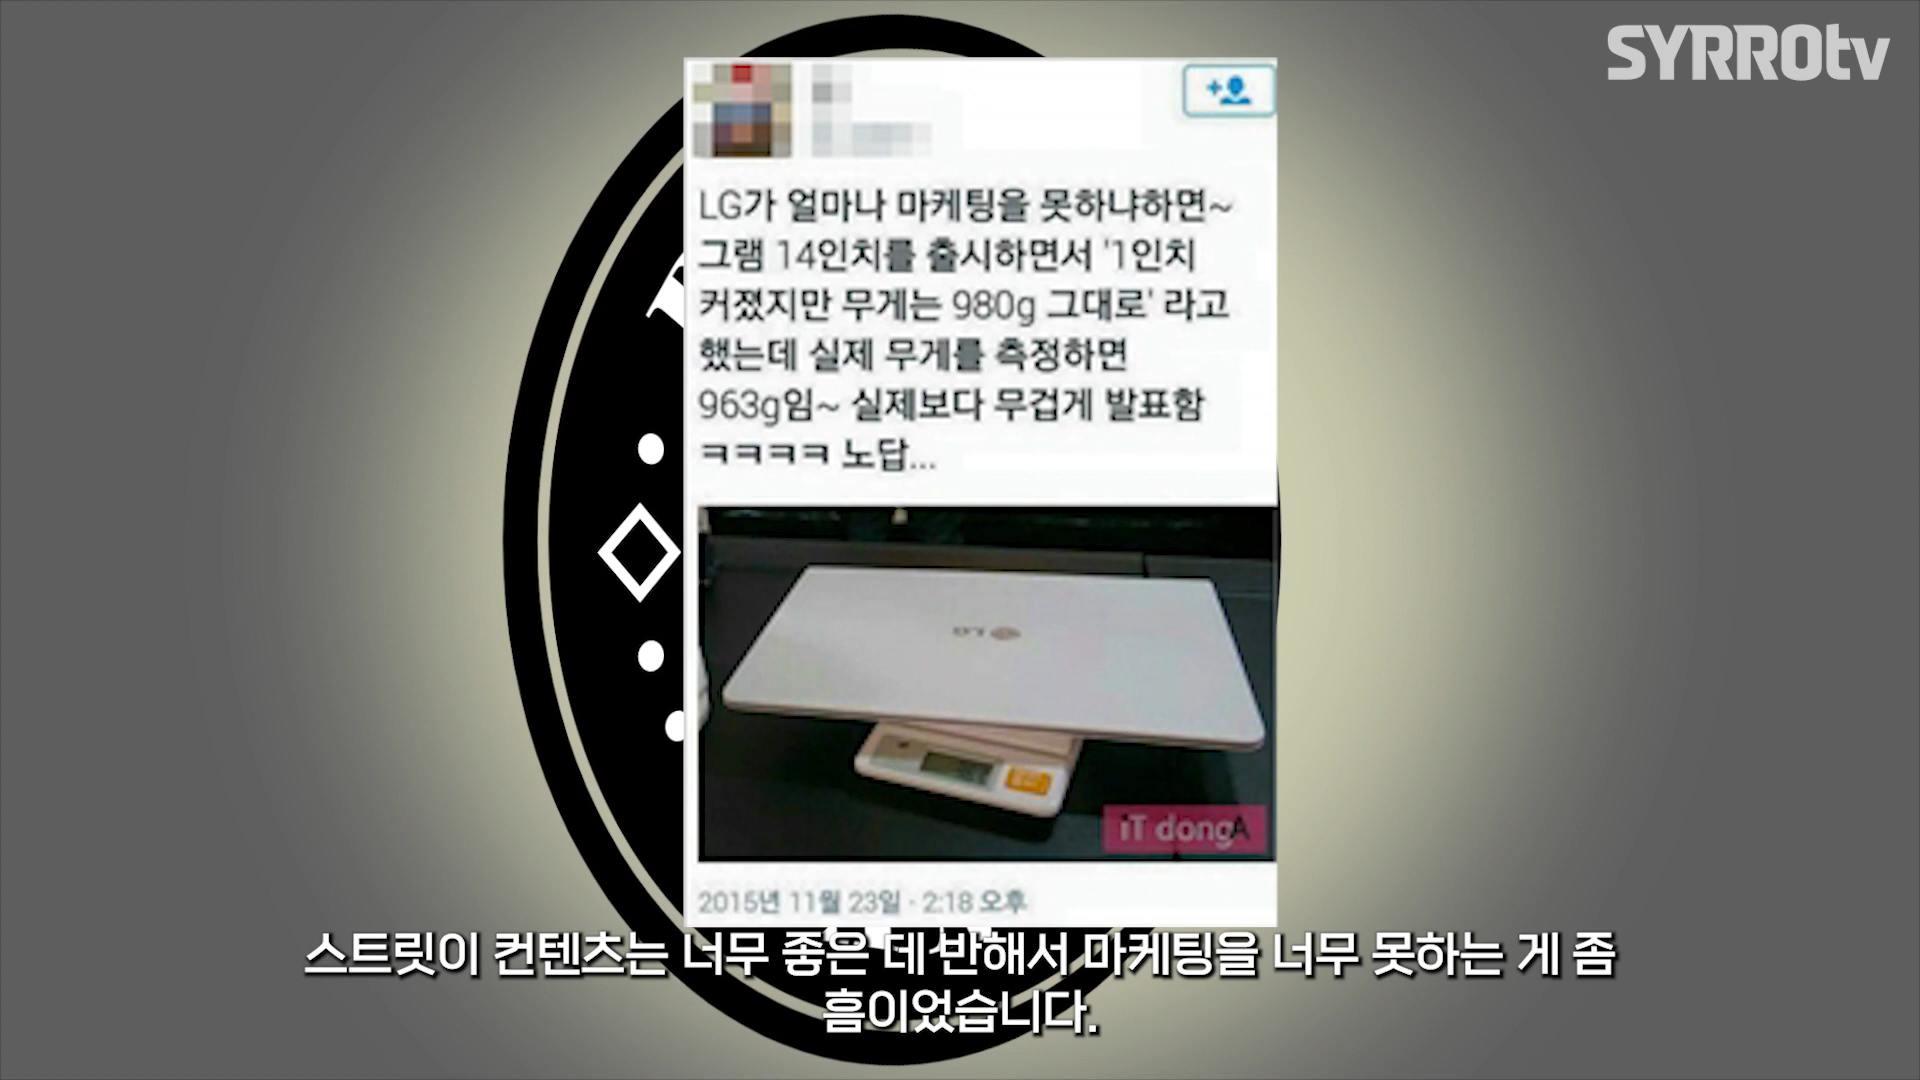 SYRROtv
LG가 얼마나 마케팅을 못하냐하면~
그램 14인치를 출시하면서 '1인치
커졌지만 무게는 980g 그대로' 라고
했는데 실제 무게를 측정하면
963g임~ 실제보다 무겁게 발표함
ㅋㅋㅋㅋ 노답...
LG
iT dongA
2015년 11월 23일 · 2:18 오후
스트릿이 컨텐츠는 너무 좋은 데 반해서 마케팅을 너무 못하는 게 좀
흠이었습니다.